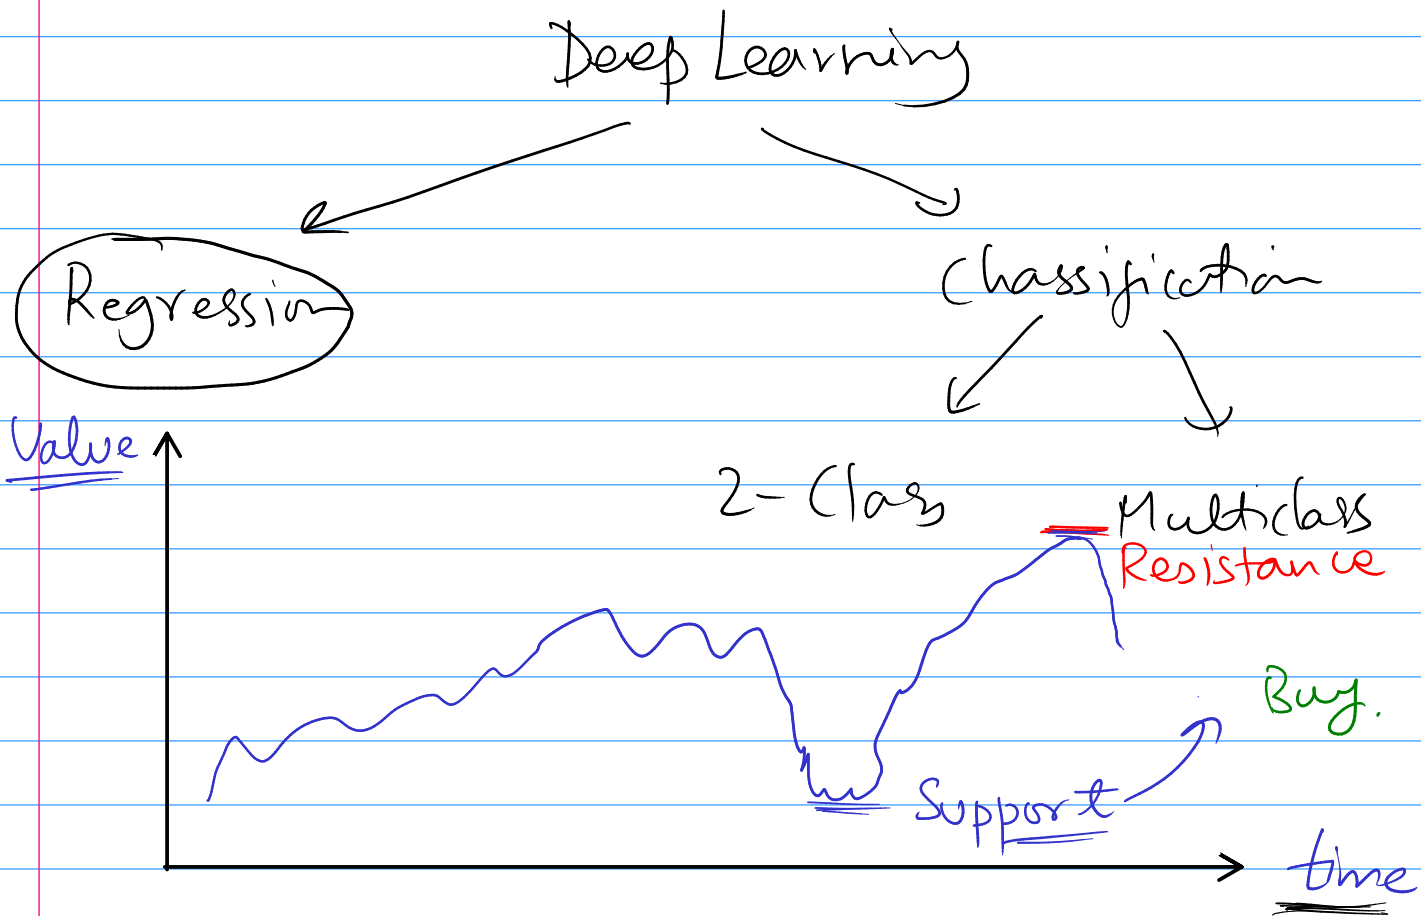 Deep Learning
Regression
Classification
Value
2-Class
Multiclass
Resistance
Buy.
Support
time